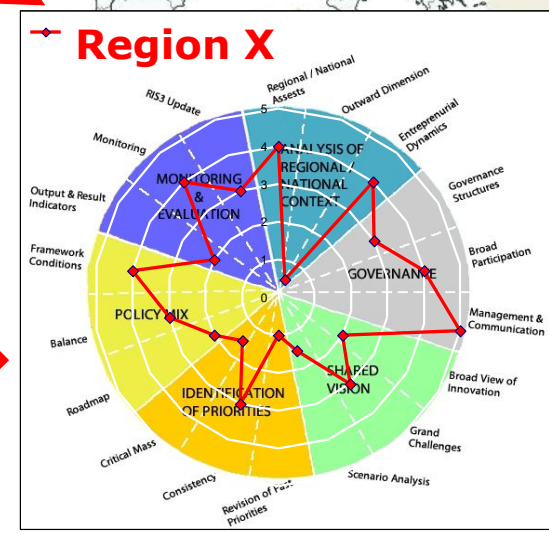 Region X
Regional / National
Assests
Outward Dimension
Entreprenurial
Dynamics
Governance
Structures
Broad
Participation
Management &
Communication
Broad View of
Innovation
Grand
Challenges
Scenario Analysis
Revision of Past
Priorities
Consistency
Critical Mass
Roadmap
Balance
Framework
Conditions
Output & Result
Indicators
Monitoring
RIS3 Update
5
4
3
2
1
0
ANALYSIS OF
REGIONAL /
NATIONAL
CONTEXT
GOVERNANCE
SHARED
VISION
IDENTIFICATION
OF PRIORITIES
POLICY MIX
MONITORING
&
EVALUATION